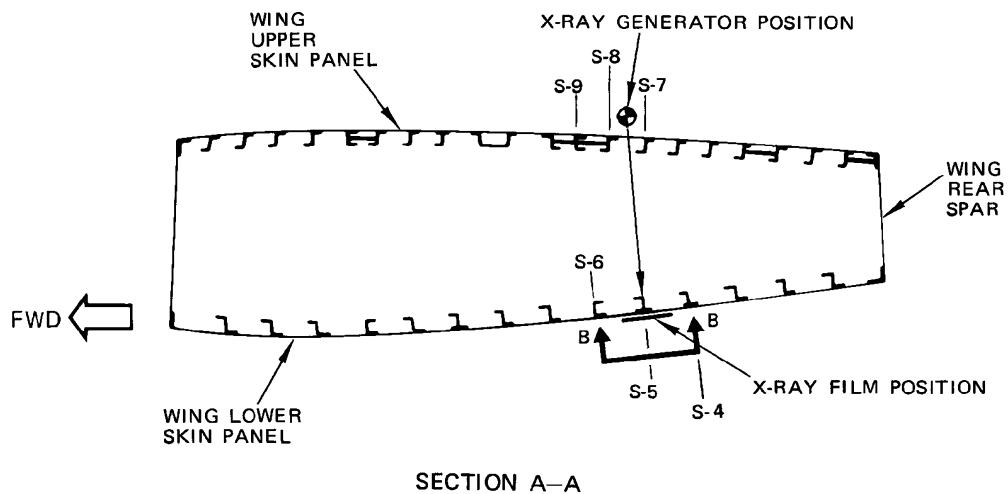 WING
UPPER
SKIN PANEL
X-RAY GENERATOR POSITION
S-9
S-8
S-7
WING
REAR
SPAR
S-6
FWD
B
B
S-5
S-4
X-RAY FILM POSITION
WING LOWER
SKIN PANEL
SECTION A–A